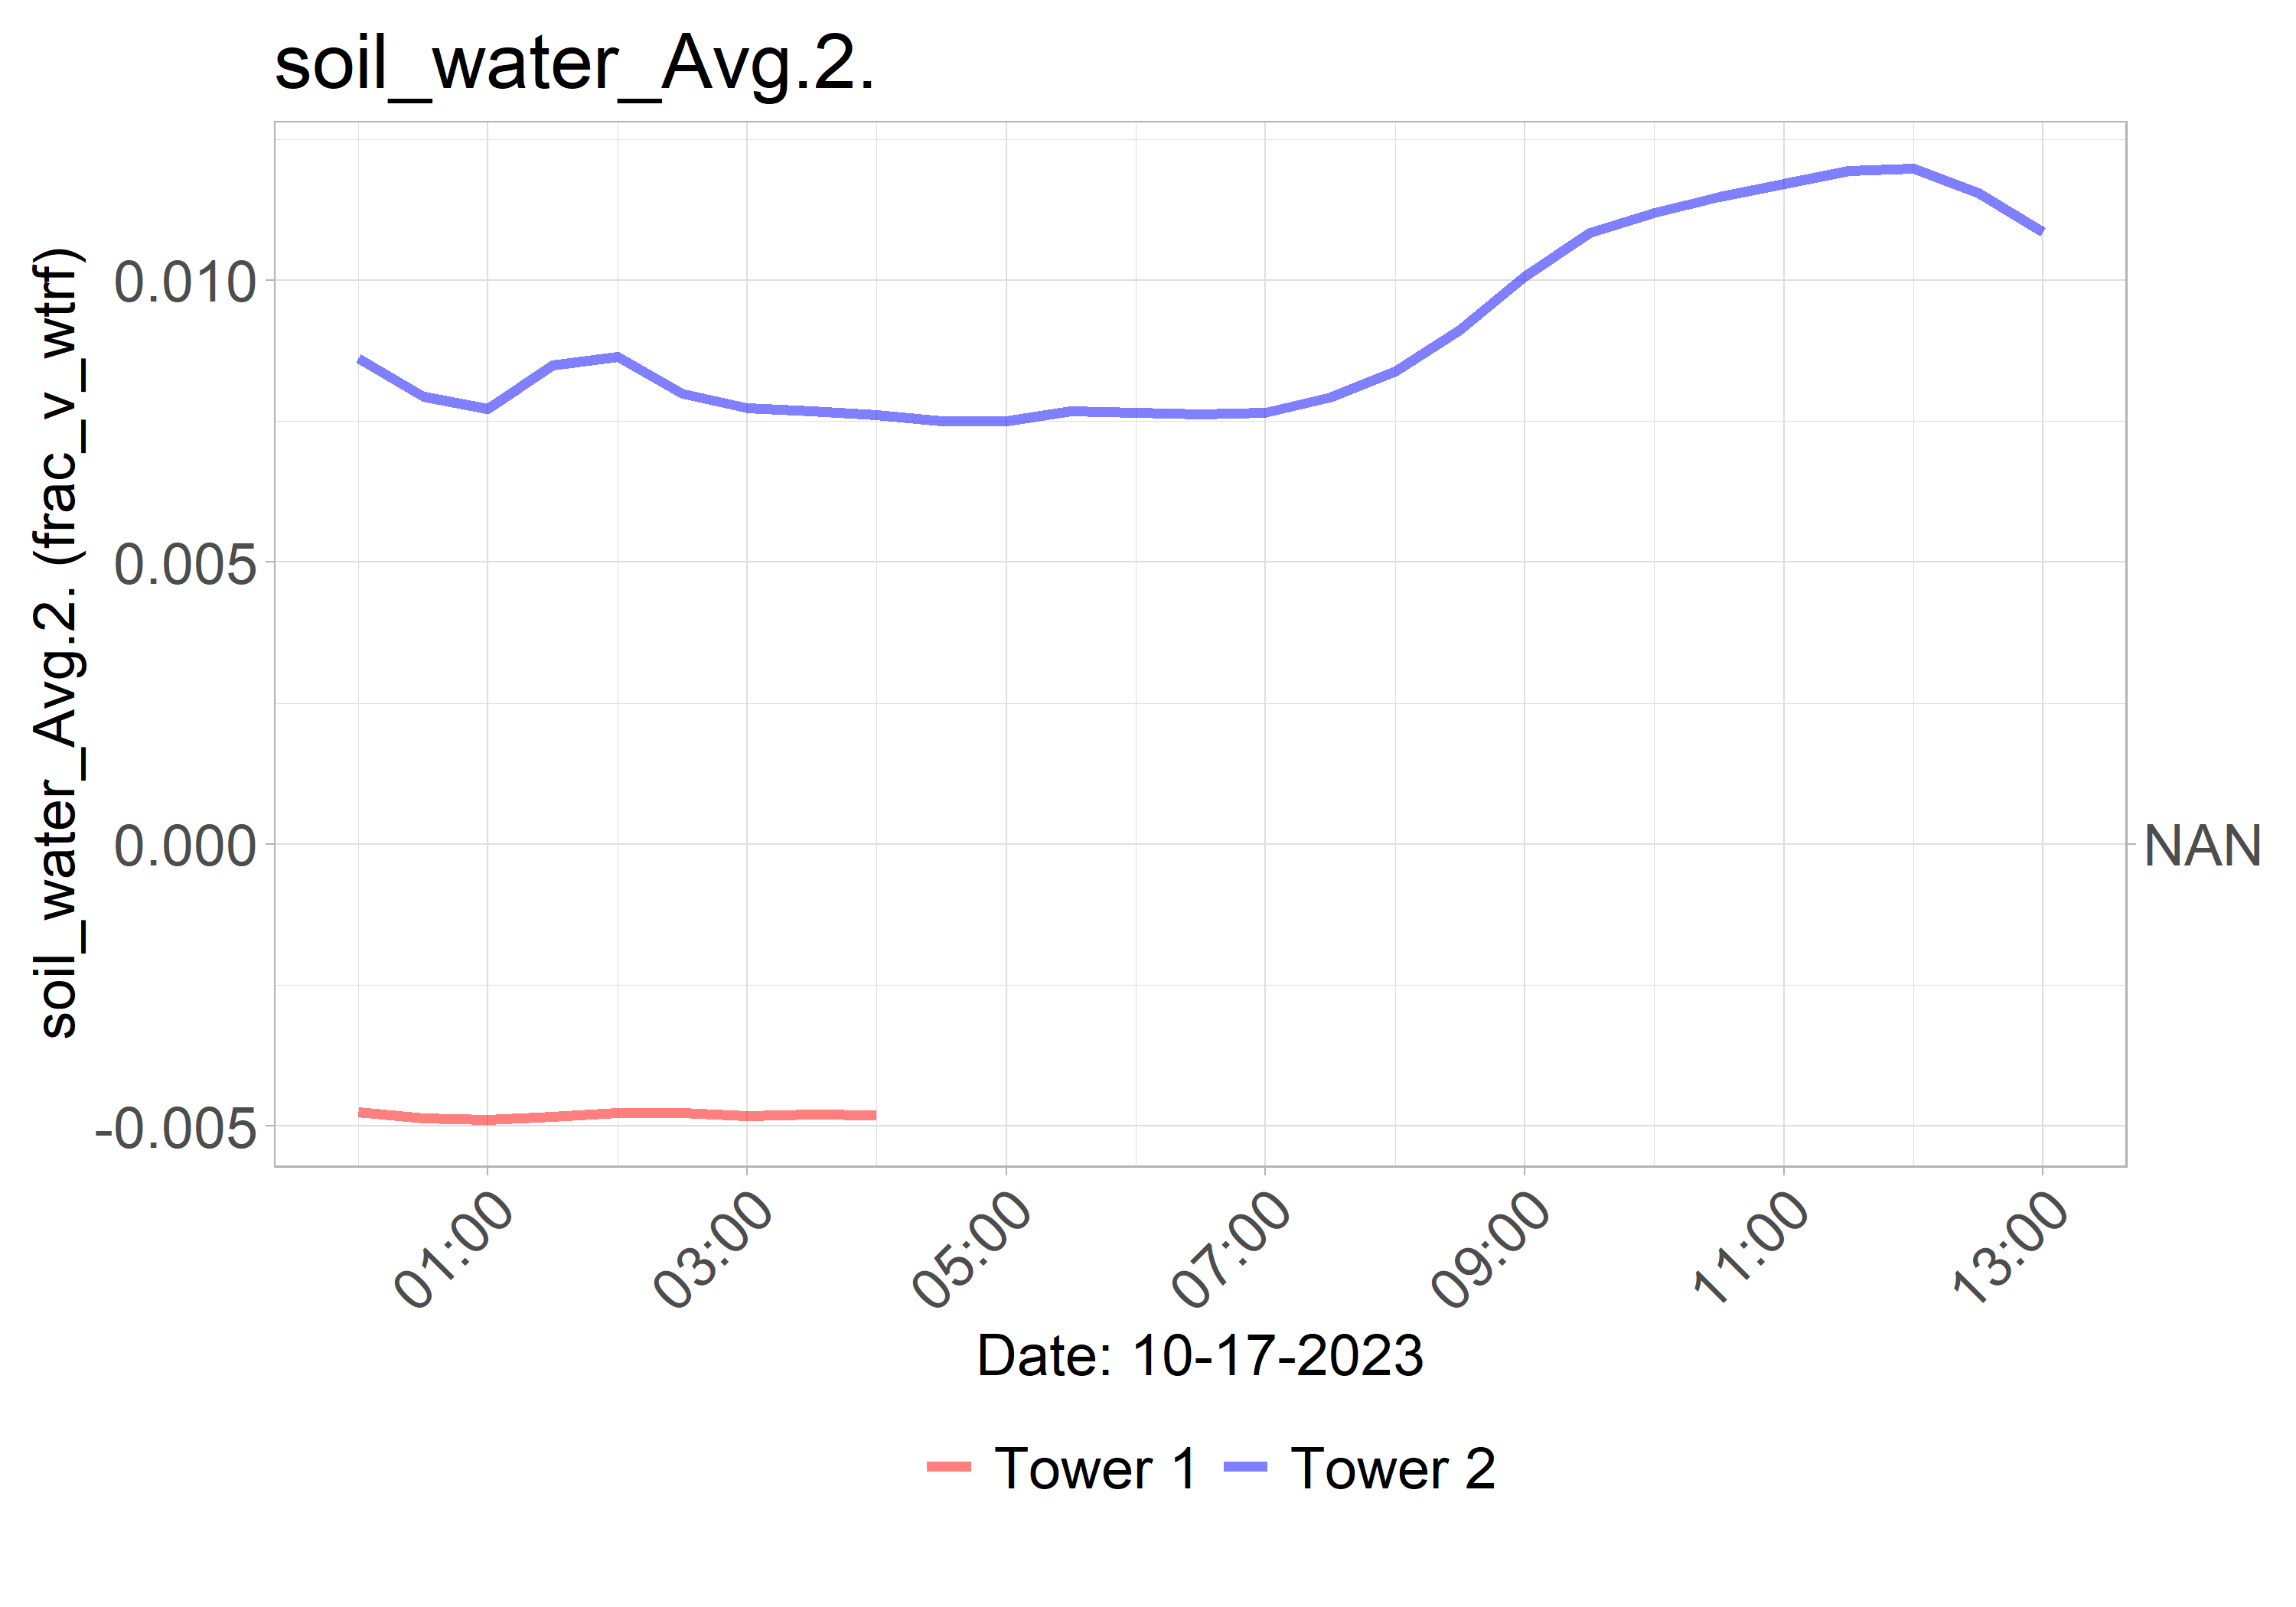 soil_water_Avg.2.
soil_water_Avg.2. (frac_v_wtrf)
0.010
0.005
0.000
-0.005
NAN
01:00
03:00
05:00
07:00
09:00
11:00
13:00
Date: 10-17-2023
Tower 1
Tower 2